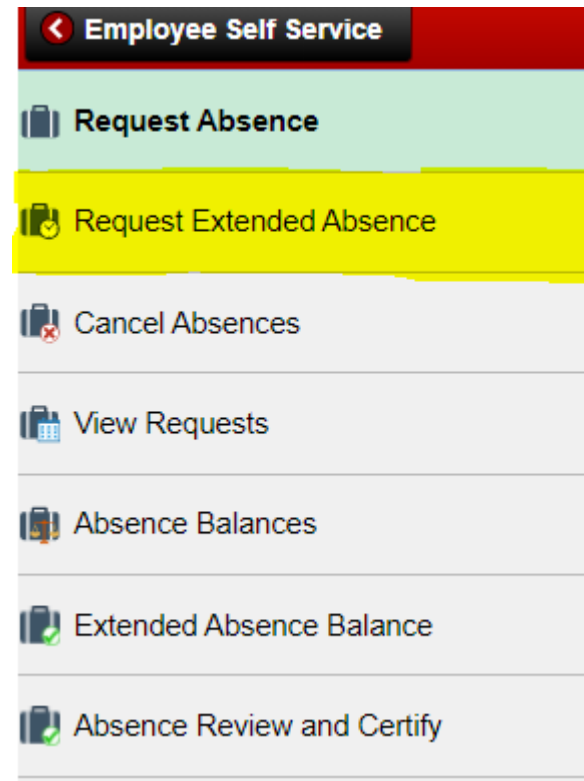 Employee Self Service
Request Absence
Request Extended Absence
Cancel Absences
View Requests
Absence Balances
Extended Absence Balance
Absence Review and Certify